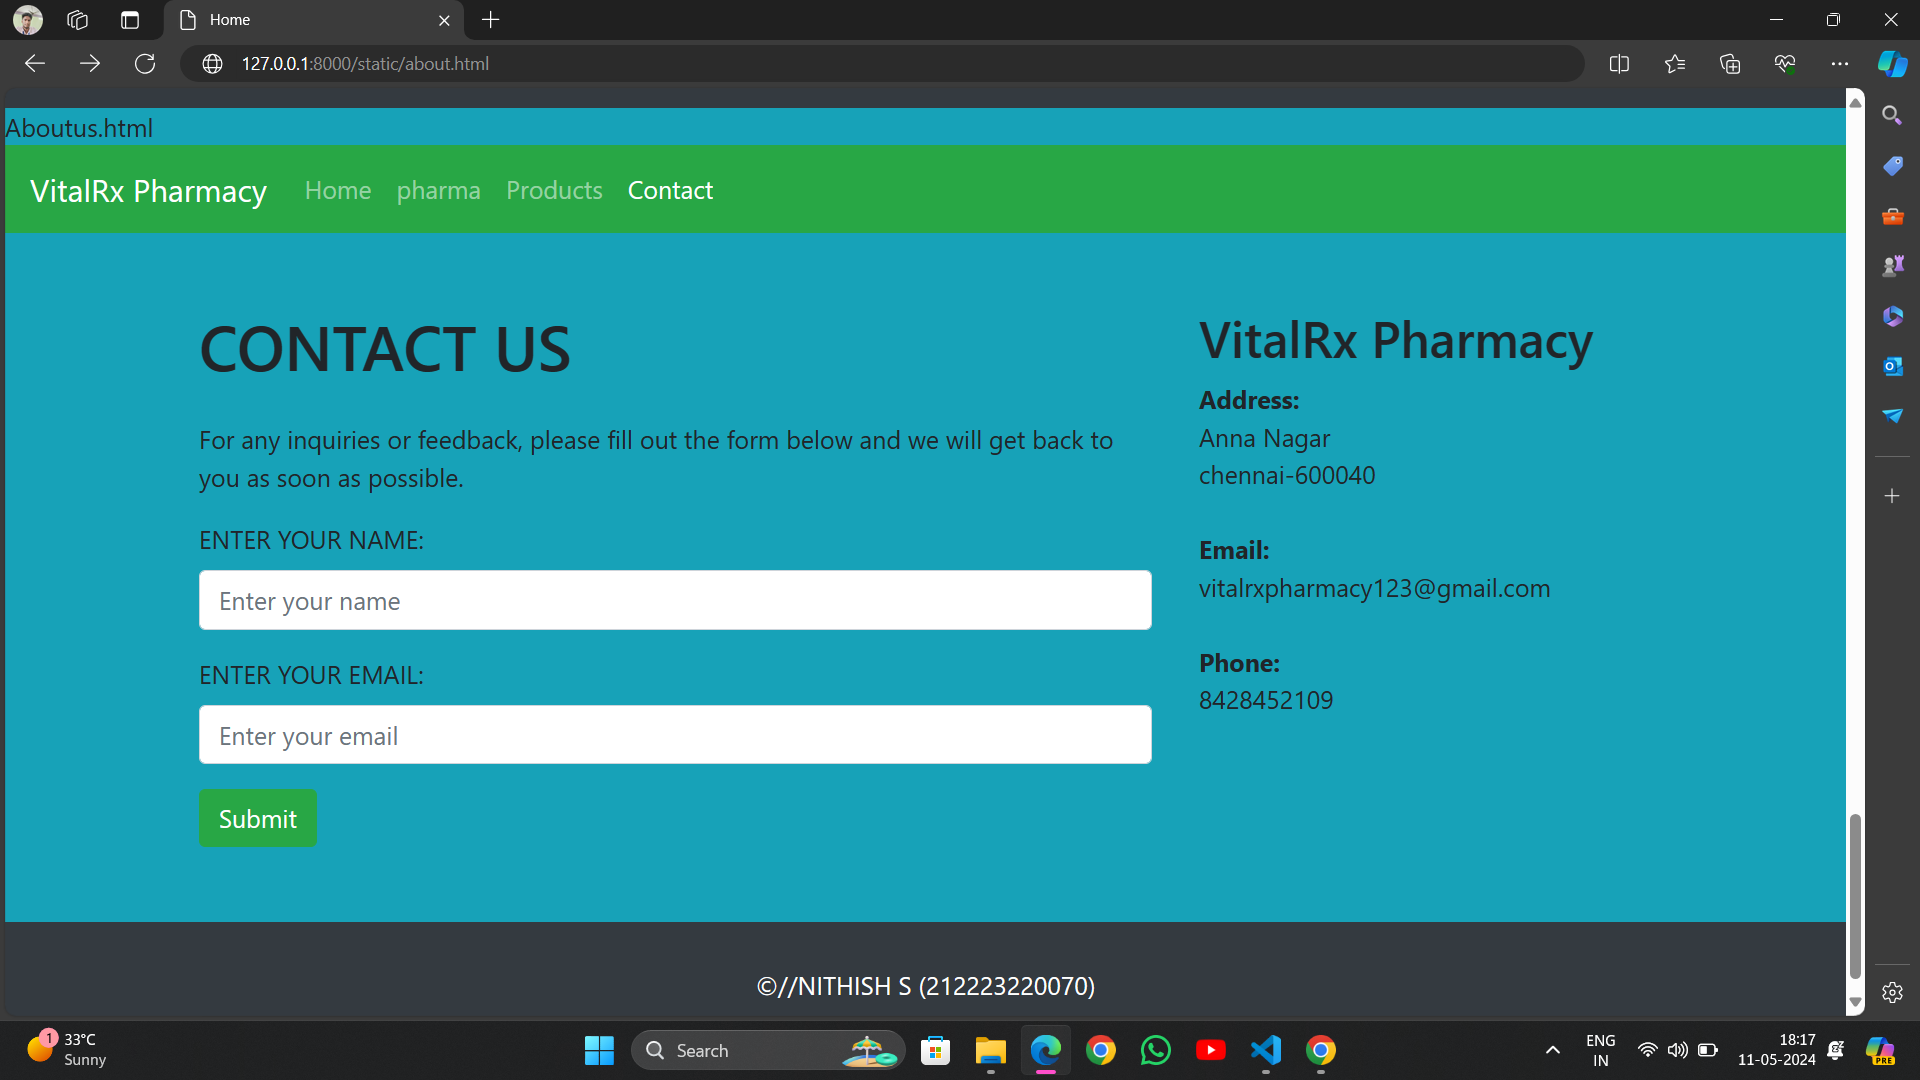 Home
127.0.0.1:8000/static/about.html
Aboutus.html
VitalRx Pharmacy Home pharma Products Contact
CONTACT US
For any inquiries or feedback, please fill out the form below and we will get back to
you as soon as possible.
ENTER YOUR NAME:
Enter your name
ENTER YOUR EMAIL:
Enter your email
Submit
VitalRx Pharmacy
Address:
Anna Nagar
chennai-600040
Email:
vitalrxpharmacy123@gmail.com
Phone:
8428452109
©//NITHISH S (212223220070)
1
33°C
Sunny
Search
ENG
IN
18:17
11-05-2024
PRE